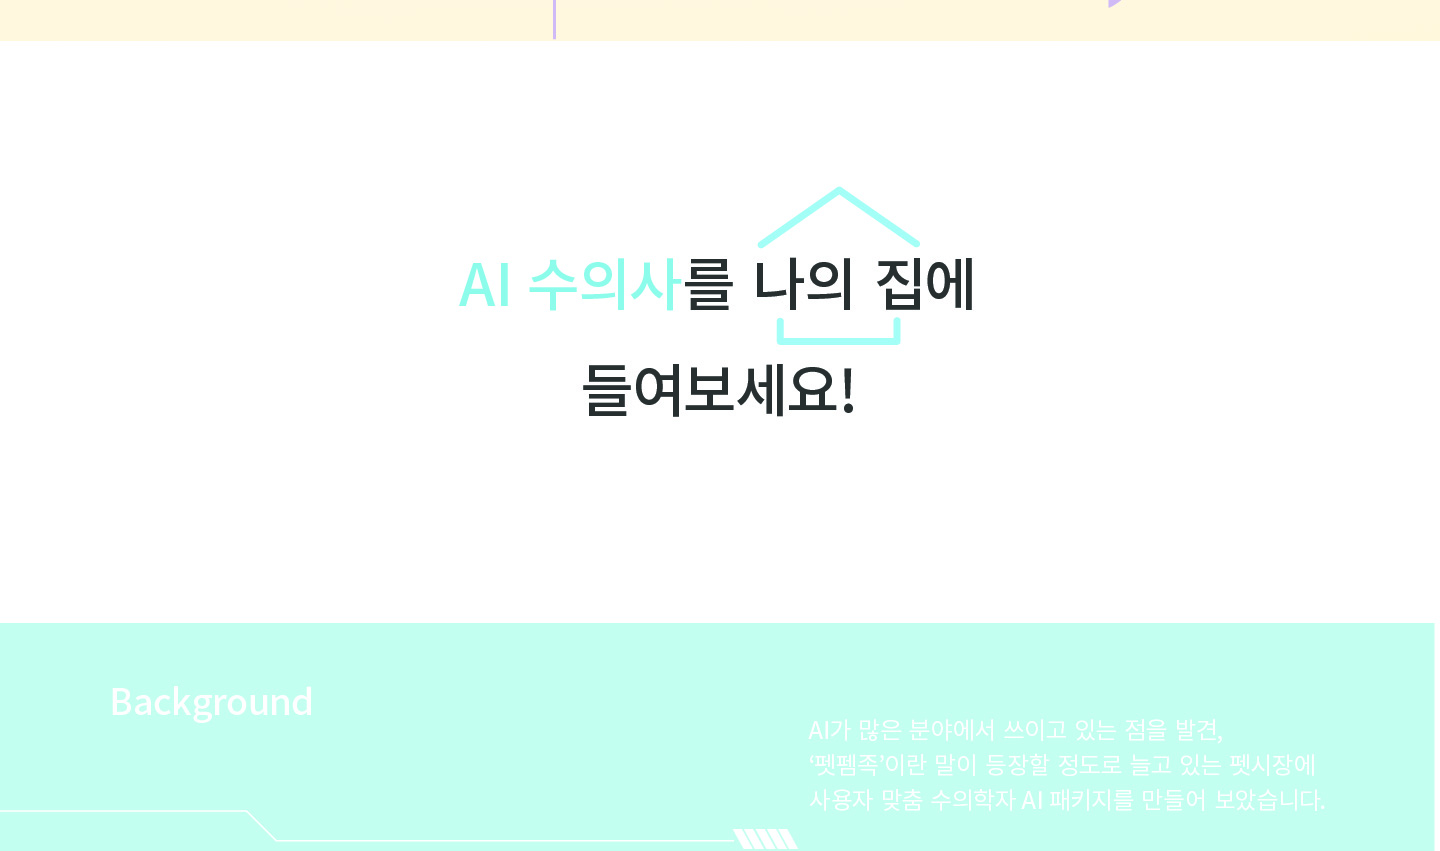 AI 수의사를 나의 집에
들여보세요!
Background
AI가 많은 분야에서 쓰이고 있는 점을 발견,
‘펫펨족’이란 말이 등장할 정도로 늘고 있는 펫시장에
사용자 맞춤 수의학자 AI 패키지를 만들어 보았습니다.